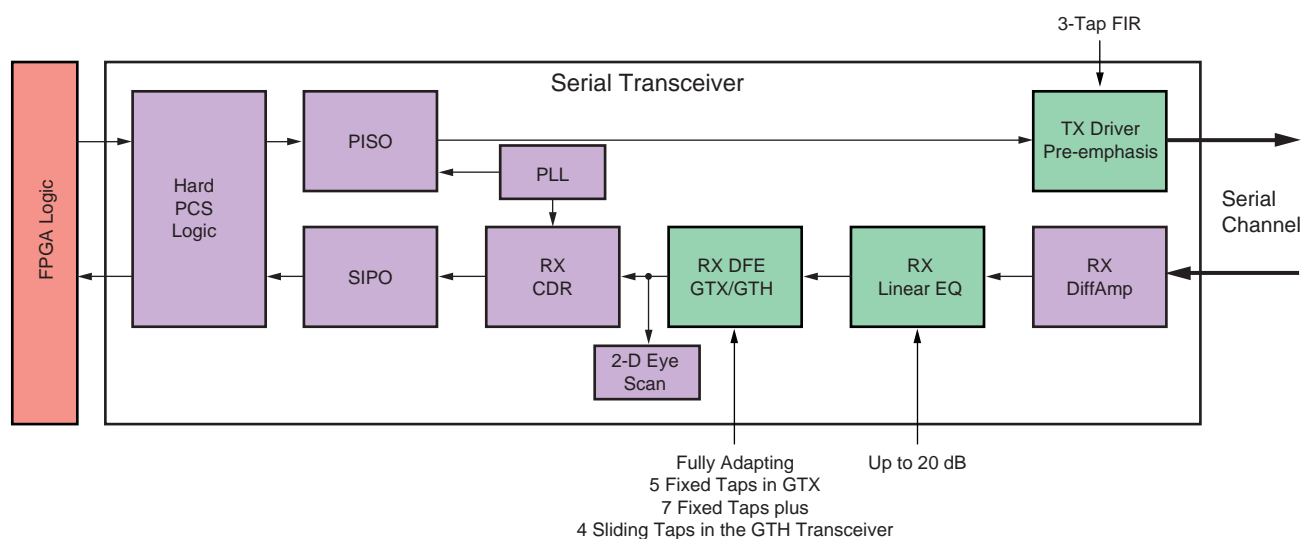 3-Tap FIR
Serial Transceiver
FPGA Logic
Hard
PCS
Logic
PISO
PLL
TX Driver
Pre-emphasis
Serial
Channel
SIPO
RX
CDR
RX DFE
GTX/GTH
RX
Linear EQ
RX
DiffAmp
2-D Eye
Scan
Fully Adapting
5 Fixed Taps in GTX
7 Fixed Taps plus
4 Sliding Taps in the GTH Transceiver
Up to 20 dB